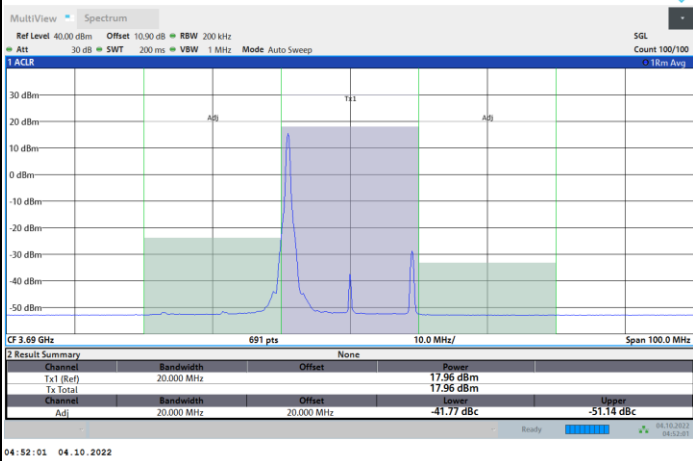 MultiView Spectrum
Ref Level 40.00 dBm Offset 10.90 dB RBW 200 kHz SGL
Att 30 dB SWT 200 ms VBW 1 MHz Mode Auto Sweep Count 100/100
1 ACLR 1Rm Avg
30 dBm
Tx1
20 dBm
Adj Adj
10 dBm
0 dBm
-10 dBm
-20 dBm
-30 dBm
-40 dBm
-50 dBm
CF 3.69 GHz 691 pts 10.0 MHz/ Span 100.0 MHz
2 Result Summary None
Channel Bandwidth Offset Power
Tx1 (Ref) 20.000 MHz 17.96 dBm
Tx Total 17.96 dBm
Channel Bandwidth Offset Lower Upper
Adj 20.000 MHz 20.000 MHz -41.77 dBc -51.14 dBc
Ready 04.10.2022
04:52:01
04:52:01 04.10.2022